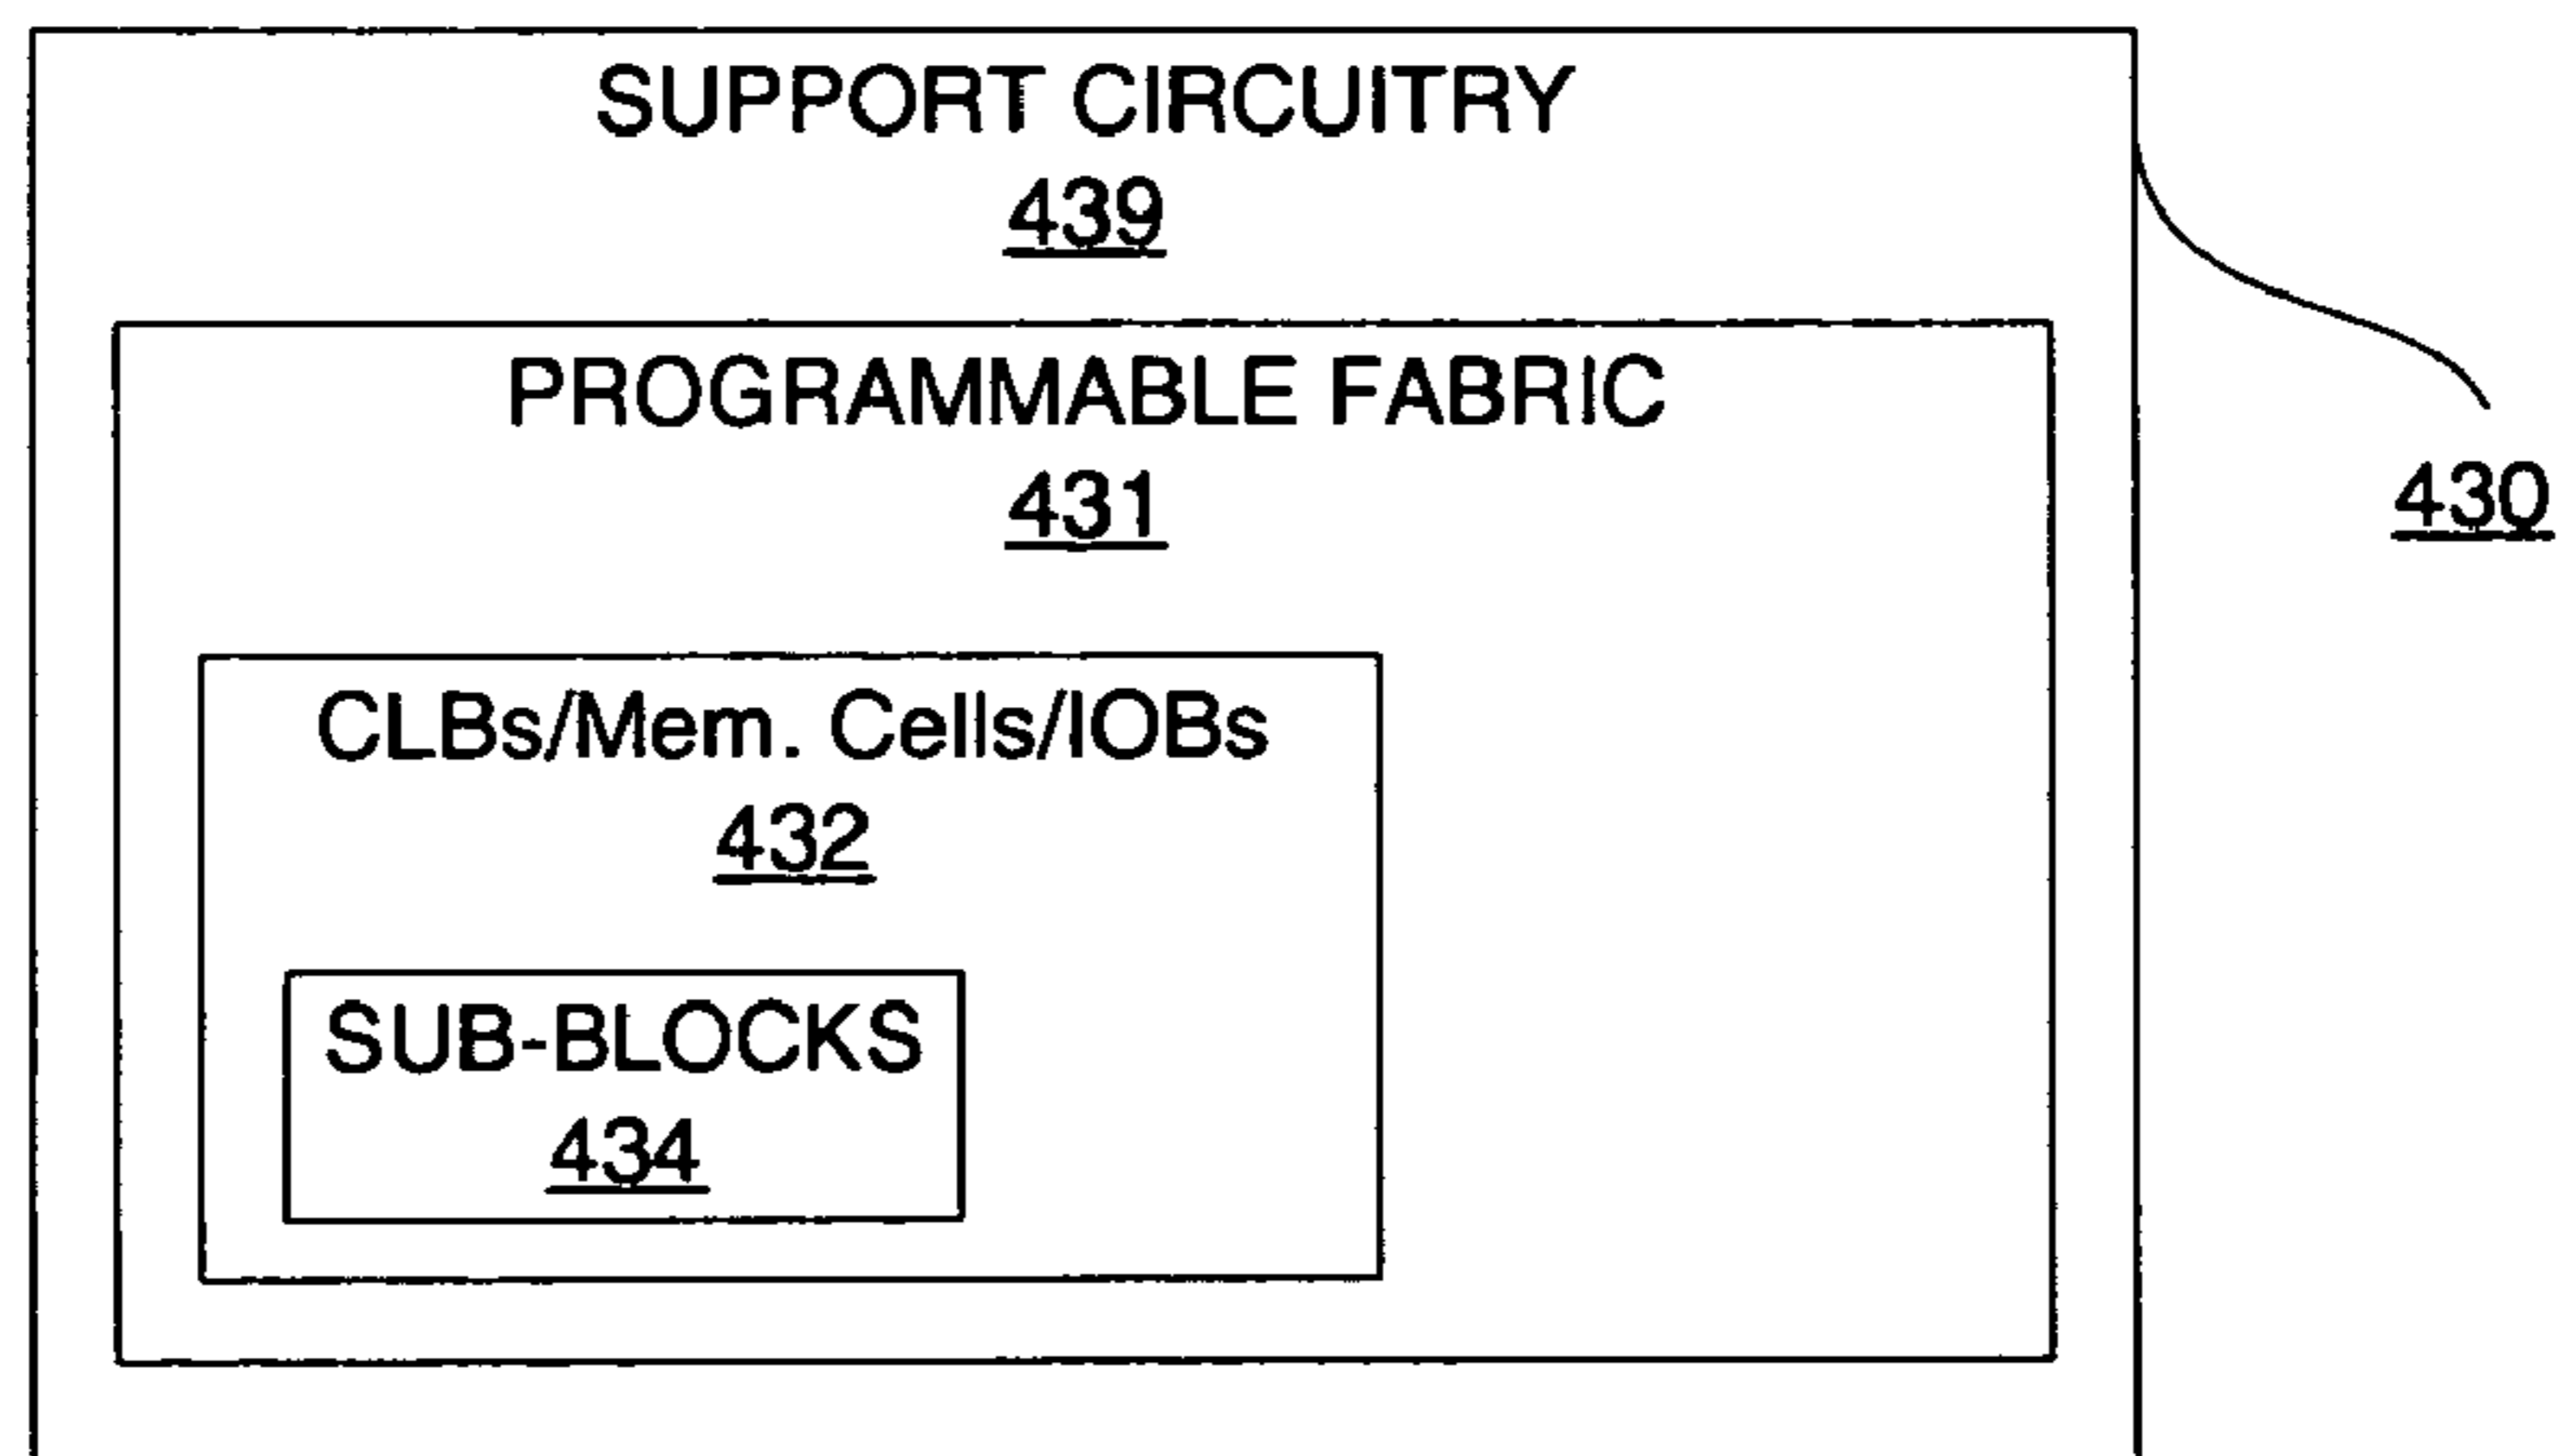 SUPPORT CIRCUITRY
439
PROGRAMMABLE FABRIC
431
430
CLBs/Mem. Cells/IOBs
432
SUB-BLOCKS
434